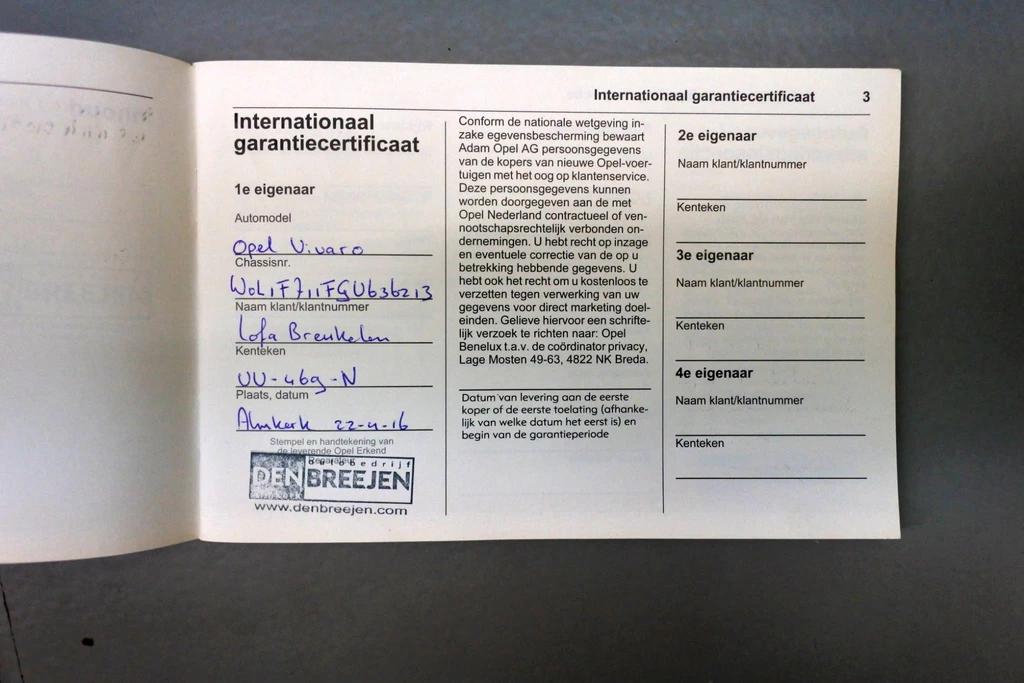 Internationaal garantiecertificaat 3
Internationaal
garantiecertificaat
1e eigenaar
Automodel
Opel Vivaro
Chassisnr.
W0L1F711FGV636213
Naam klant/klantnummer
Lofa Breukelen
Kenteken
VV-469-N
Plaats, datum
Almkerk 22-4-16
Stempel en handtekening van
de leverende Opel Erkend
Reparateur
bedrijf
DEN BREEJEN
www.denbreejen.com
Conform de nationale wetgeving in-
zake egevensbescherming bewaart
Adam Opel AG persoonsgegevens
van de kopers van nieuwe Opel-voer-
tuigen met het oog op klantenservice.
Deze persoonsgegevens kunnen
worden doorgegeven aan de met
Opel Nederland contractueel of ven-
nootschapsrechtelijk verbonden on-
dernemingen. U hebt recht op inzage
en eventuele correctie van de op u
betrekking hebbende gegevens. U
hebt ook het recht om u kostenloos te
verzetten tegen verwerking van uw
gegevens voor direct marketing doel-
einden. Gelieve hiervoor een schrifte-
lijk verzoek te richten naar: Opel
Benelux t.a.v. de coördinator privacy,
Lage Mosten 49-63, 4822 NK Breda.
Datum van levering aan de eerste
koper of de eerste toelating (afhanke-
lijk van welke datum het eerst is) en
begin van de garantieperiode
2e eigenaar
Naam klant/klantnummer
Kenteken
3e eigenaar
Naam klant/klantnummer
Kenteken
4e eigenaar
Naam klant/klantnummer
Kenteken